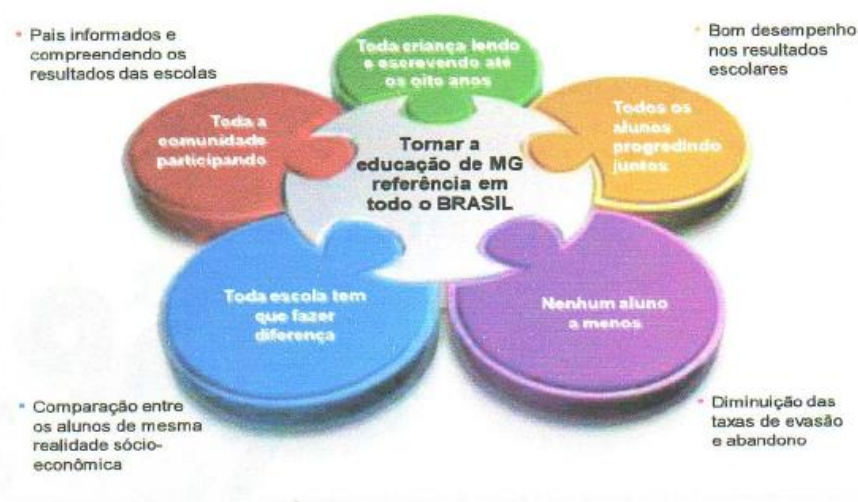 Pais informados e
compreendendo os
resultados das escolas
Toda criança lendo
e escrevendo até
os oito anos
Bom desempenho
nos resultados
escolares
Toda a
comunidade
participando
Todos os
alunos
progredindo
juntos
Tornar a
educação de MG
referência em
todo o BRASIL
Toda escola tem
que fazer
diferença
Nenhum aluno
a menos
Comparação entre
os alunos de mesma
realidade sócio-
econômica
Diminuição das
taxas de evasão
e abandono